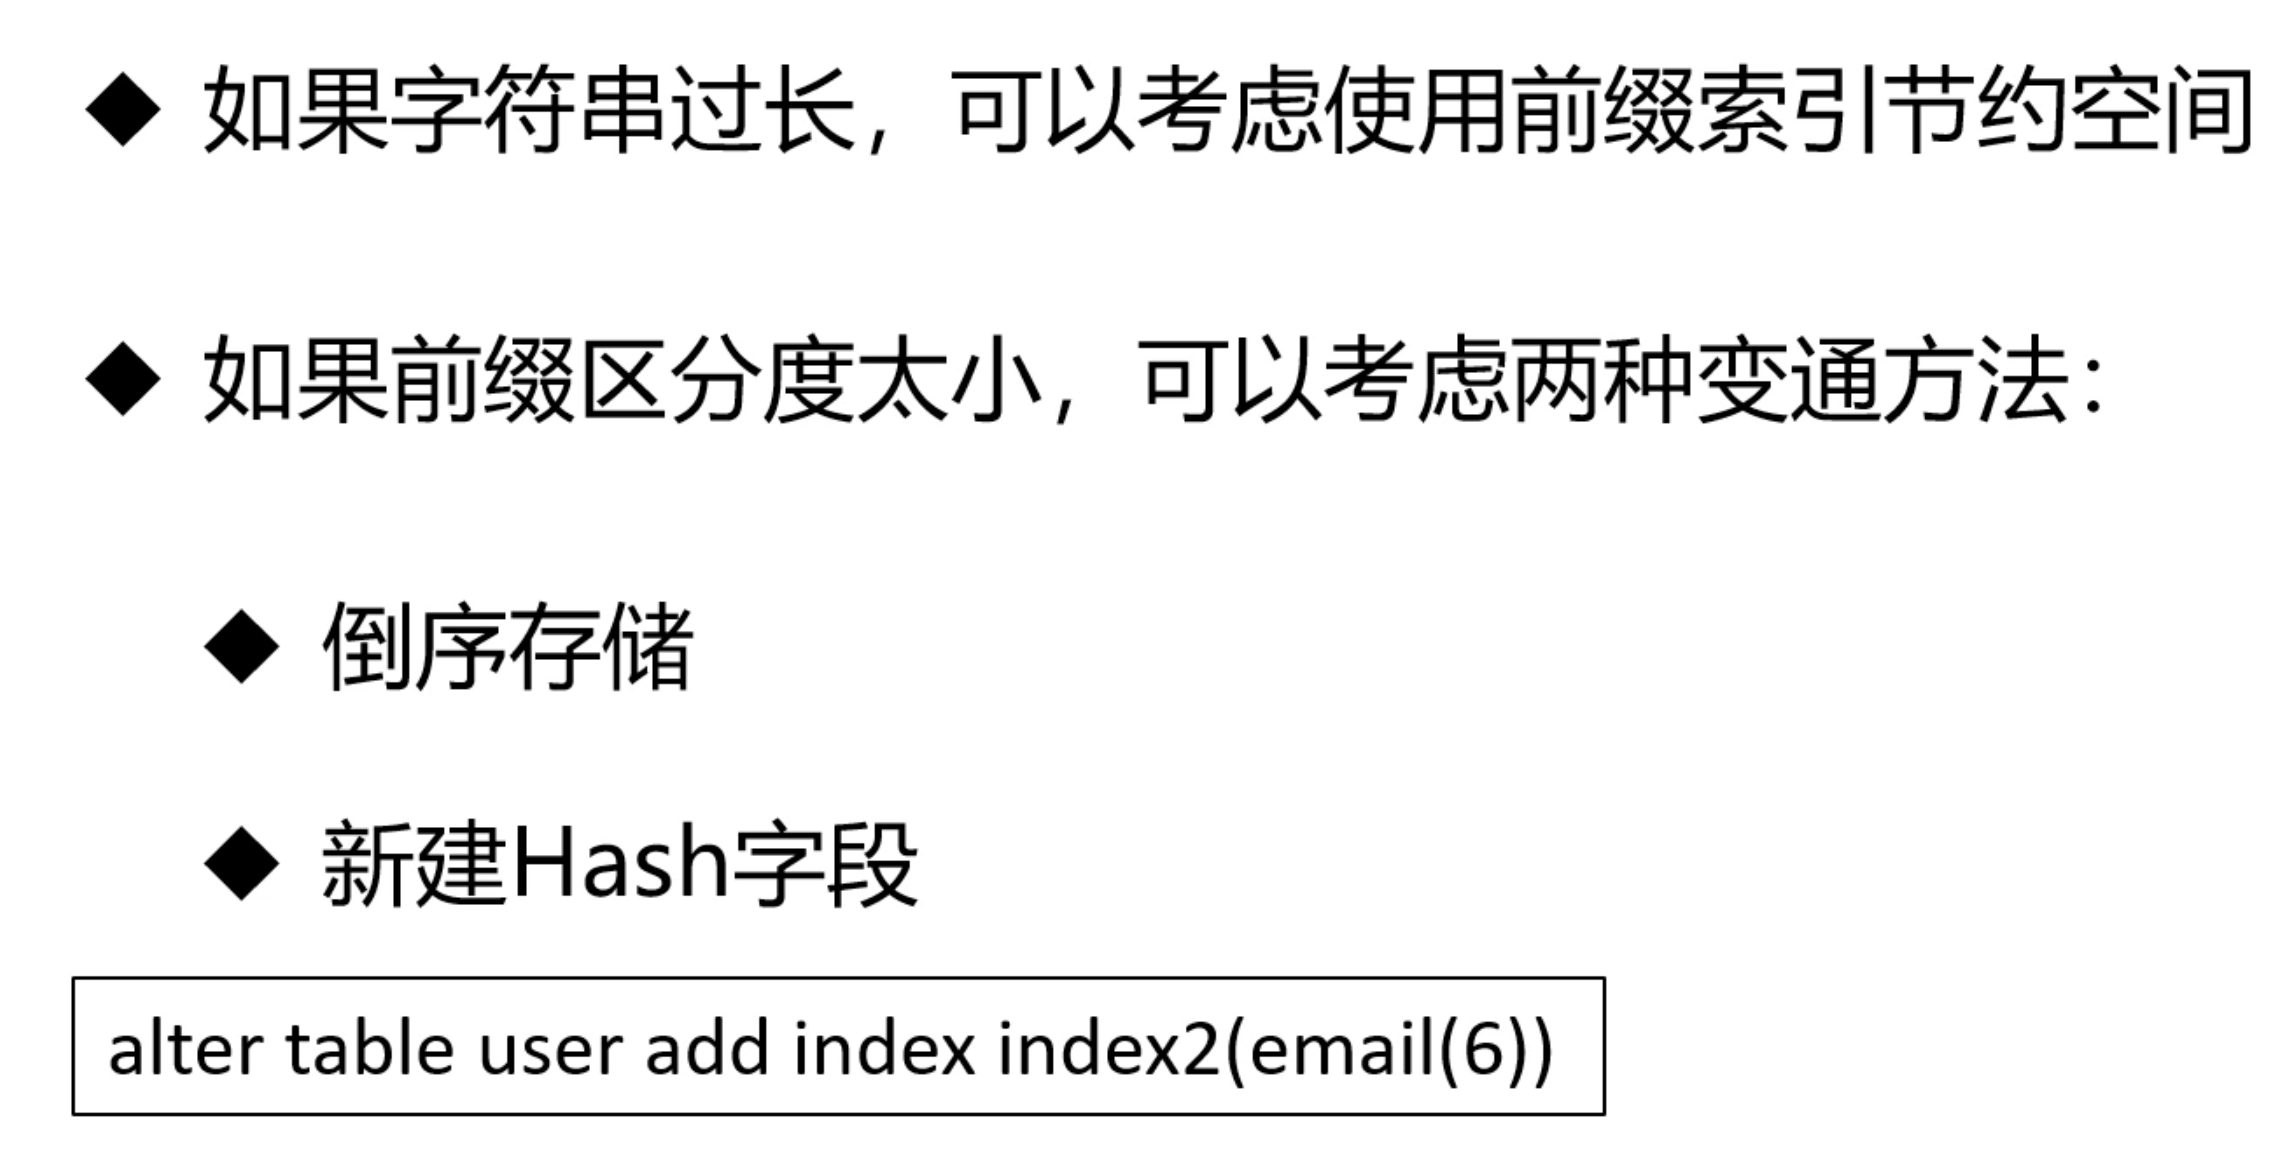 ◆ 如果字符串过长，可以考虑使用前缀索引节约空间
◆ 如果前缀区分度太小，可以考虑两种变通方法：
◆ 倒序存储
◆ 新建Hash字段
alter table user add index index2(email(6))